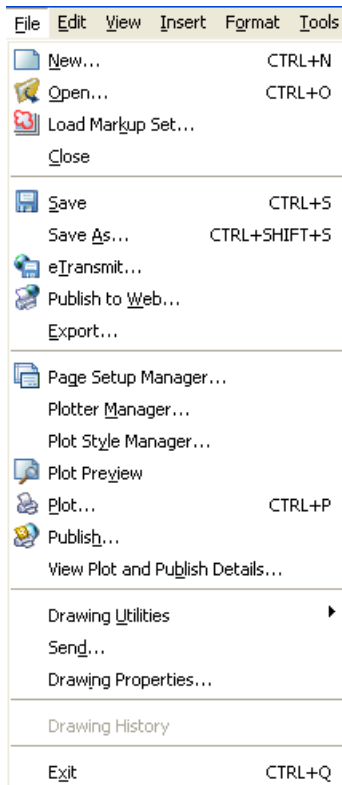 File Edit View Insert Format Tools
New... CTRL+N
Open... CTRL+O
Load Markup Set...
Close
Save CTRL+S
Save As... CTRL+SHIFT+S
eTransmit...
Publish to Web...
Export...
Page Setup Manager...
Plotter Manager...
Plot Style Manager...
Plot Preview
Plot... CTRL+P
Publish...
View Plot and Publish Details...
Drawing Utilities
Send...
Drawing Properties...
Drawing History
Exit CTRL+Q